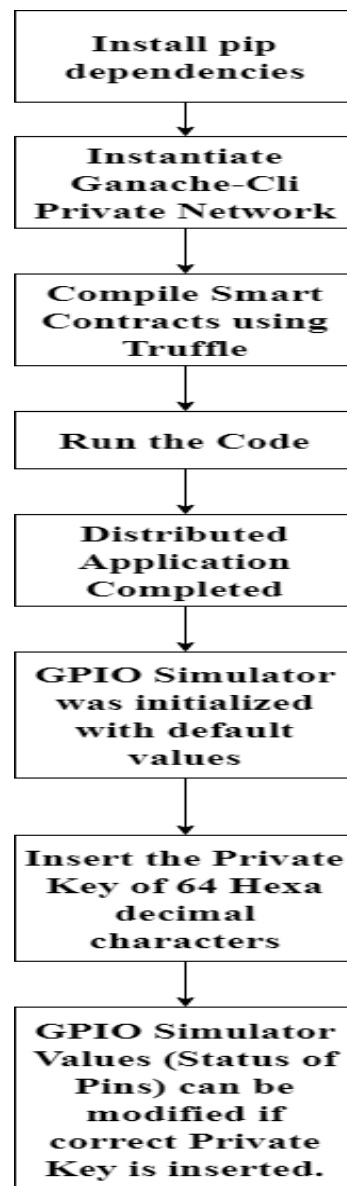 Install pip
dependencies
Instantiate
Ganache-Cli
Private Network
Compile Smart
Contracts using
Truffle
Run the Code
Distributed
Application
Completed
GPIO Simulator
was initialized
with default
values
Insert the Private
Key of 64 Hexa
decimal
characters
GPIO Simulator
Values (Status of
Pins) can be
modified if
correct Private
Key is inserted.